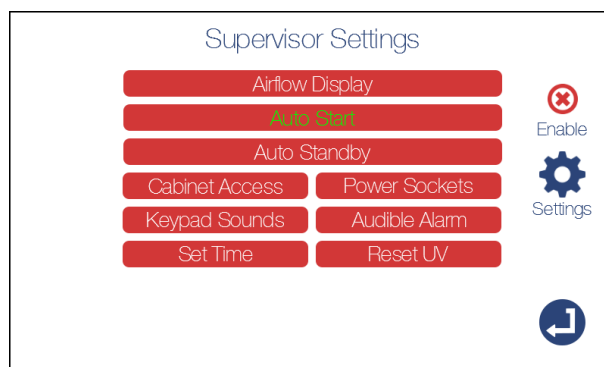 Supervisor Settings
Airflow Display
Auto Start
Enable
Auto Standby
Cabinet Access
Power Sockets
Settings
Keypad Sounds
Audible Alarm
Set Time
Reset UV